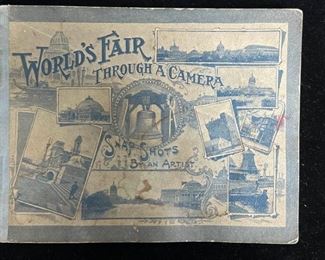 WORLD'S FAIR
THROUGH A CAMERA
SNAP SHOTS
BY AN ARTIST